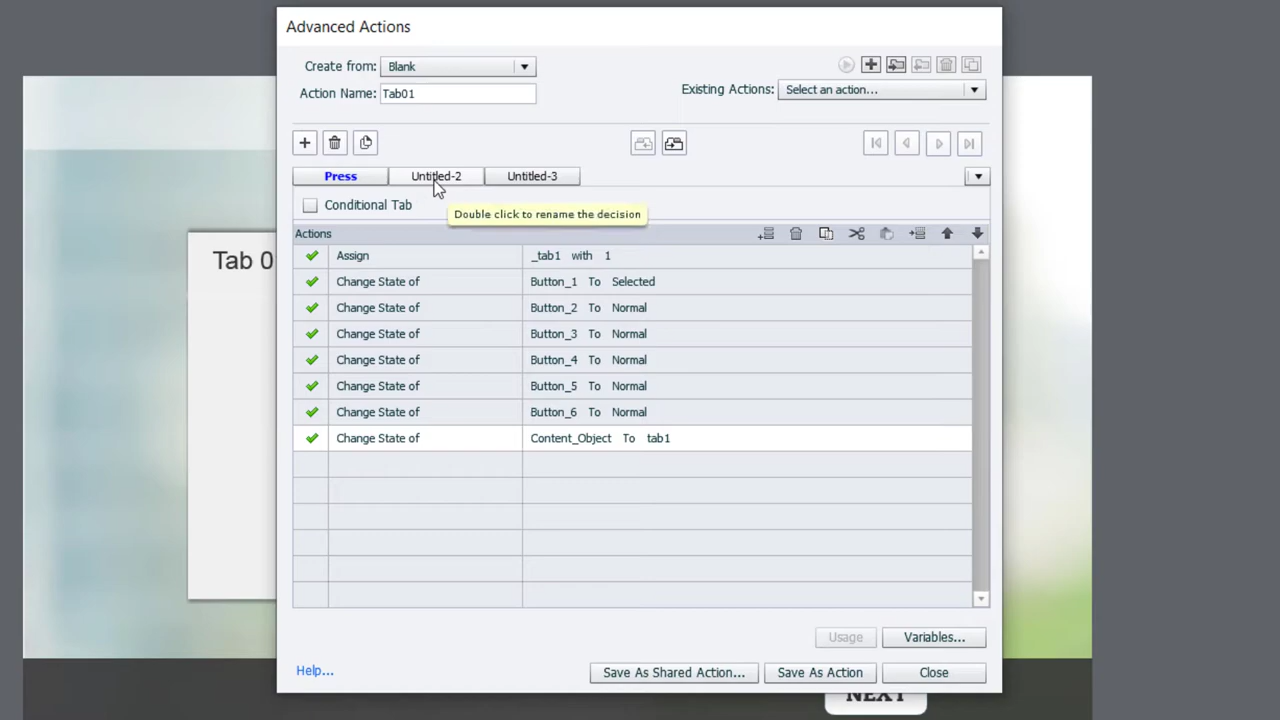 Advanced Actions
Create from: Blank
Action Name: Tab01
Existing Actions: Select an action...
Press Untitled-2 Untitled-3
Conditional Tab
Double click to rename the decision
Actions
Assign _tab1 with 1
Change State of Button_1 To Selected
Change State of Button_2 To Normal
Change State of Button_3 To Normal
Change State of Button_4 To Normal
Change State of Button_5 To Normal
Change State of Button_6 To Normal
Change State of Content_Object To tab1
Usage Variables...
Help... Save As Shared Action... Save As Action Close
Tab 0
NEXT